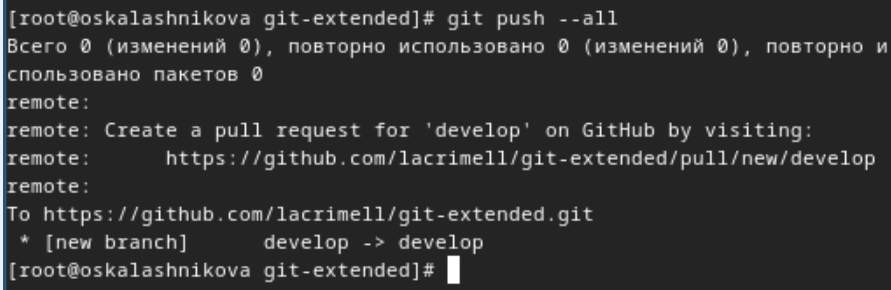 [root@oskalashnikova git-extended]# git push --all
Всего 0 (изменений 0), повторно использовано 0 (изменений 0), повторно и
спользовано пакетов 0
remote:
remote: Create a pull request for 'develop' on GitHub by visiting:
remote:      https://github.com/lacrimell/git-extended/pull/new/develop
remote:
To https://github.com/lacrimell/git-extended.git
 * [new branch]      develop -> develop
[root@oskalashnikova git-extended]#